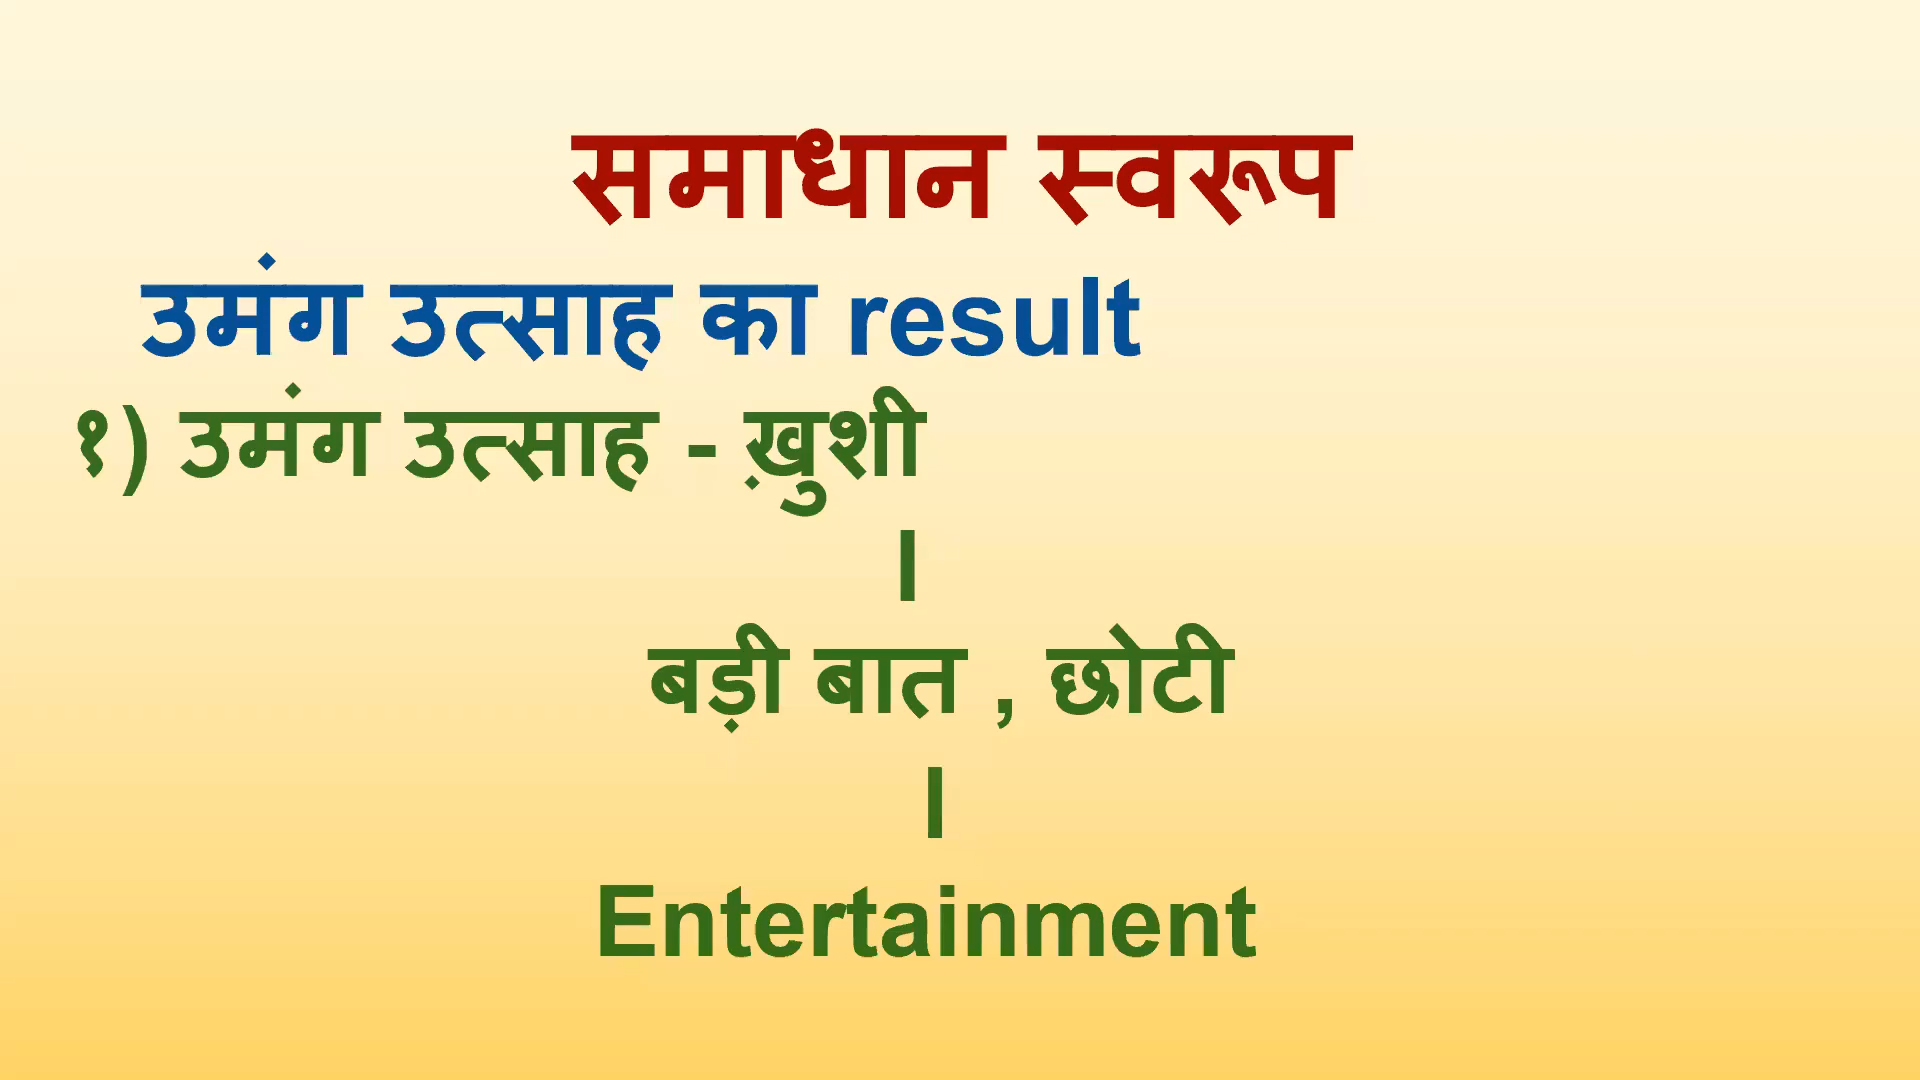 समाधान स्वरूप
उमंग उत्साह का result
१) उमंग उत्साह - ख़ुशी
|
बड़ी बात , छोटी
|
Entertainment